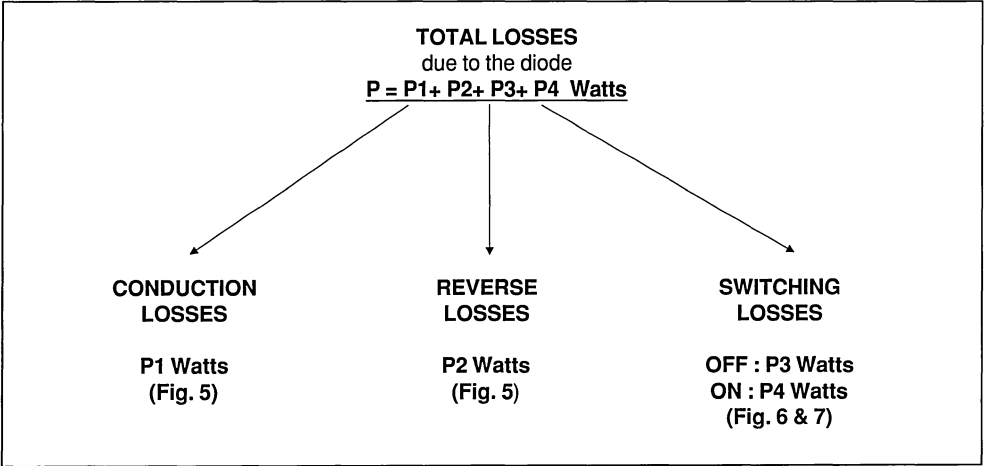 TOTAL LOSSES
due to the diode
P = P1+ P2+ P3+ P4 Watts
CONDUCTION
LOSSES
P1 Watts
(Fig. 5)
REVERSE
LOSSES
P2 Watts
(Fig. 5)
SWITCHING
LOSSES
OFF : P3 Watts
ON : P4 Watts
(Fig. 6 & 7)